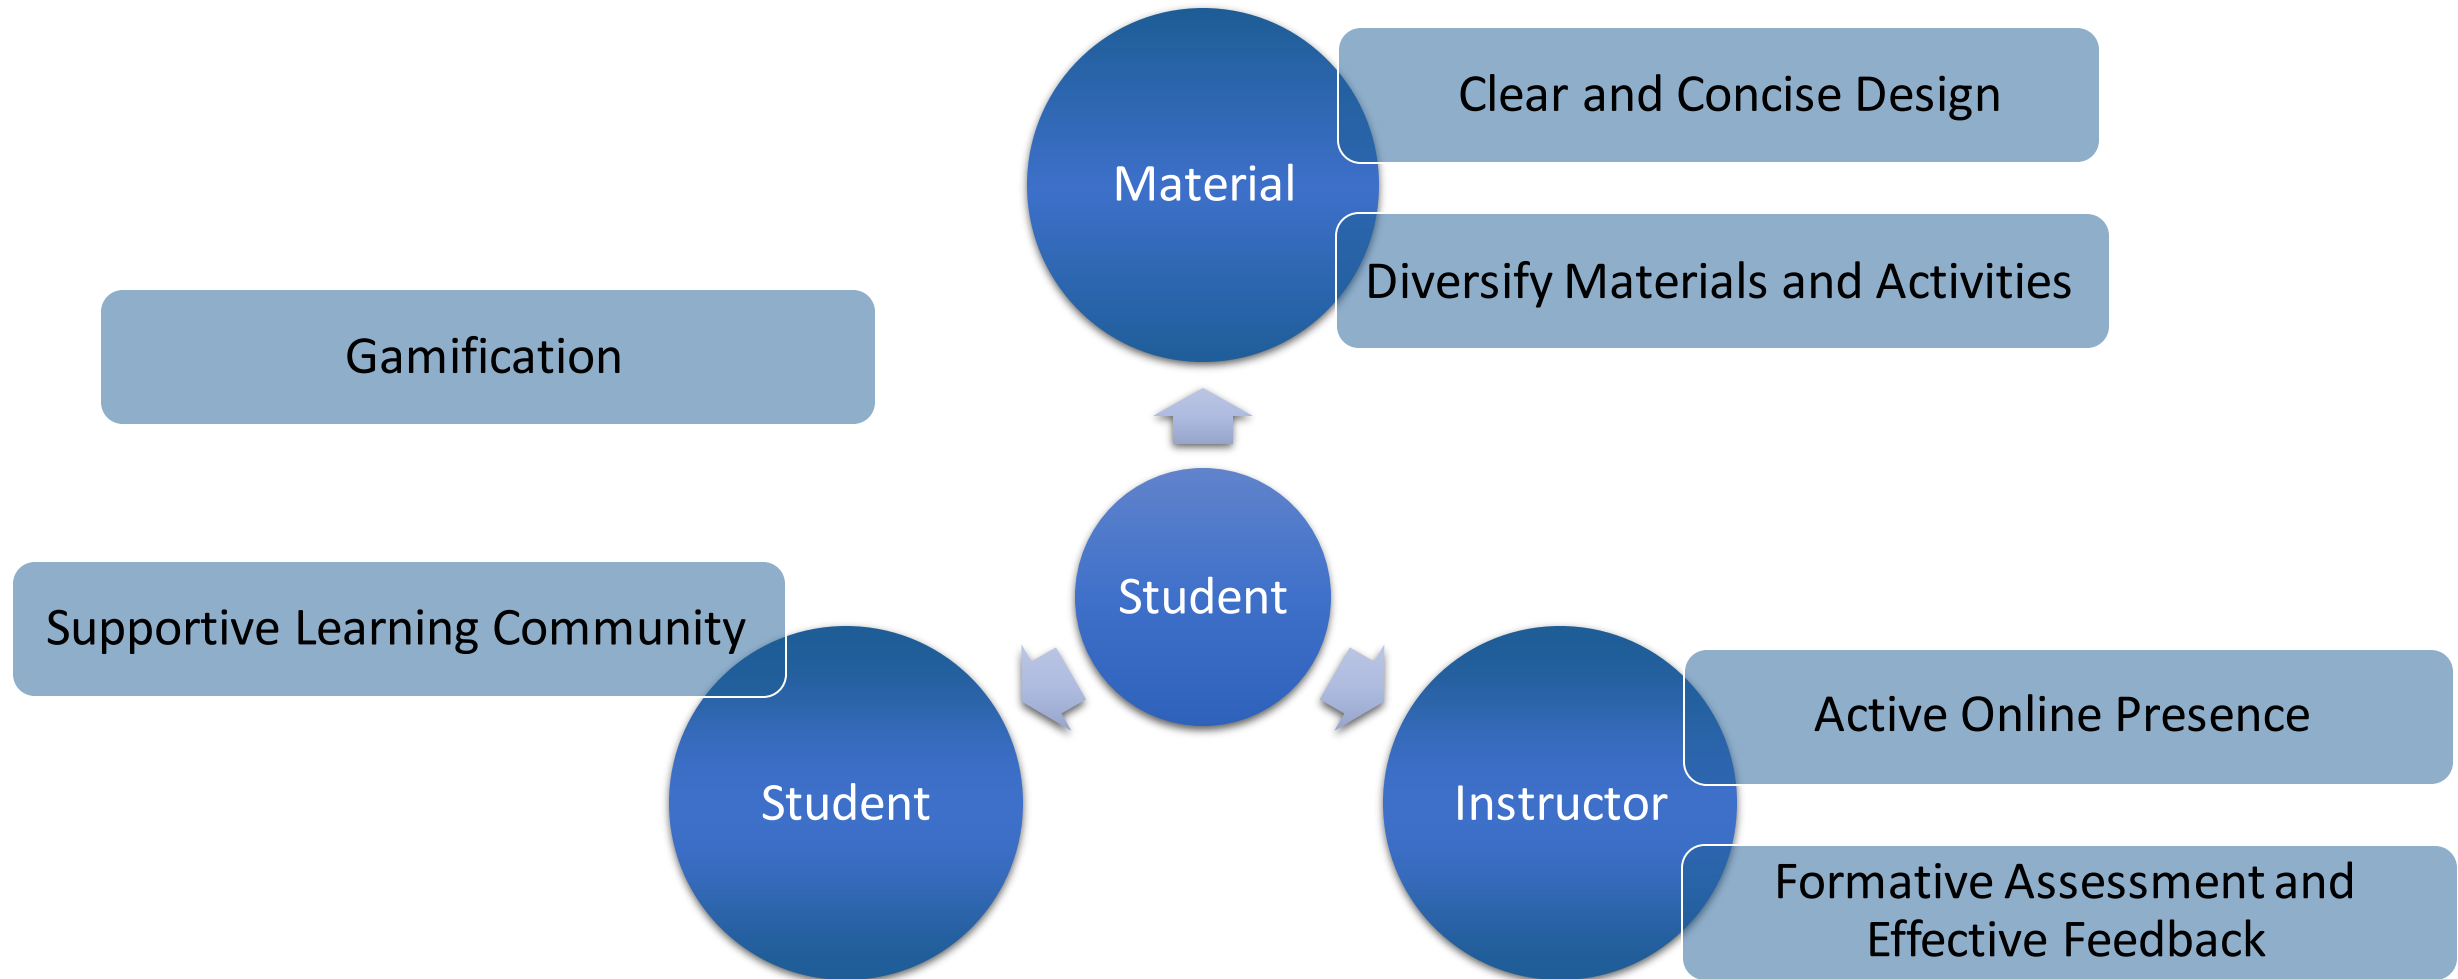 Clear and Concise Design
Material
Diversify Materials and Activities
Gamification
Student
Supportive Learning Community
Student
Active Online Presence
Instructor
Formative Assessment and
Effective Feedback